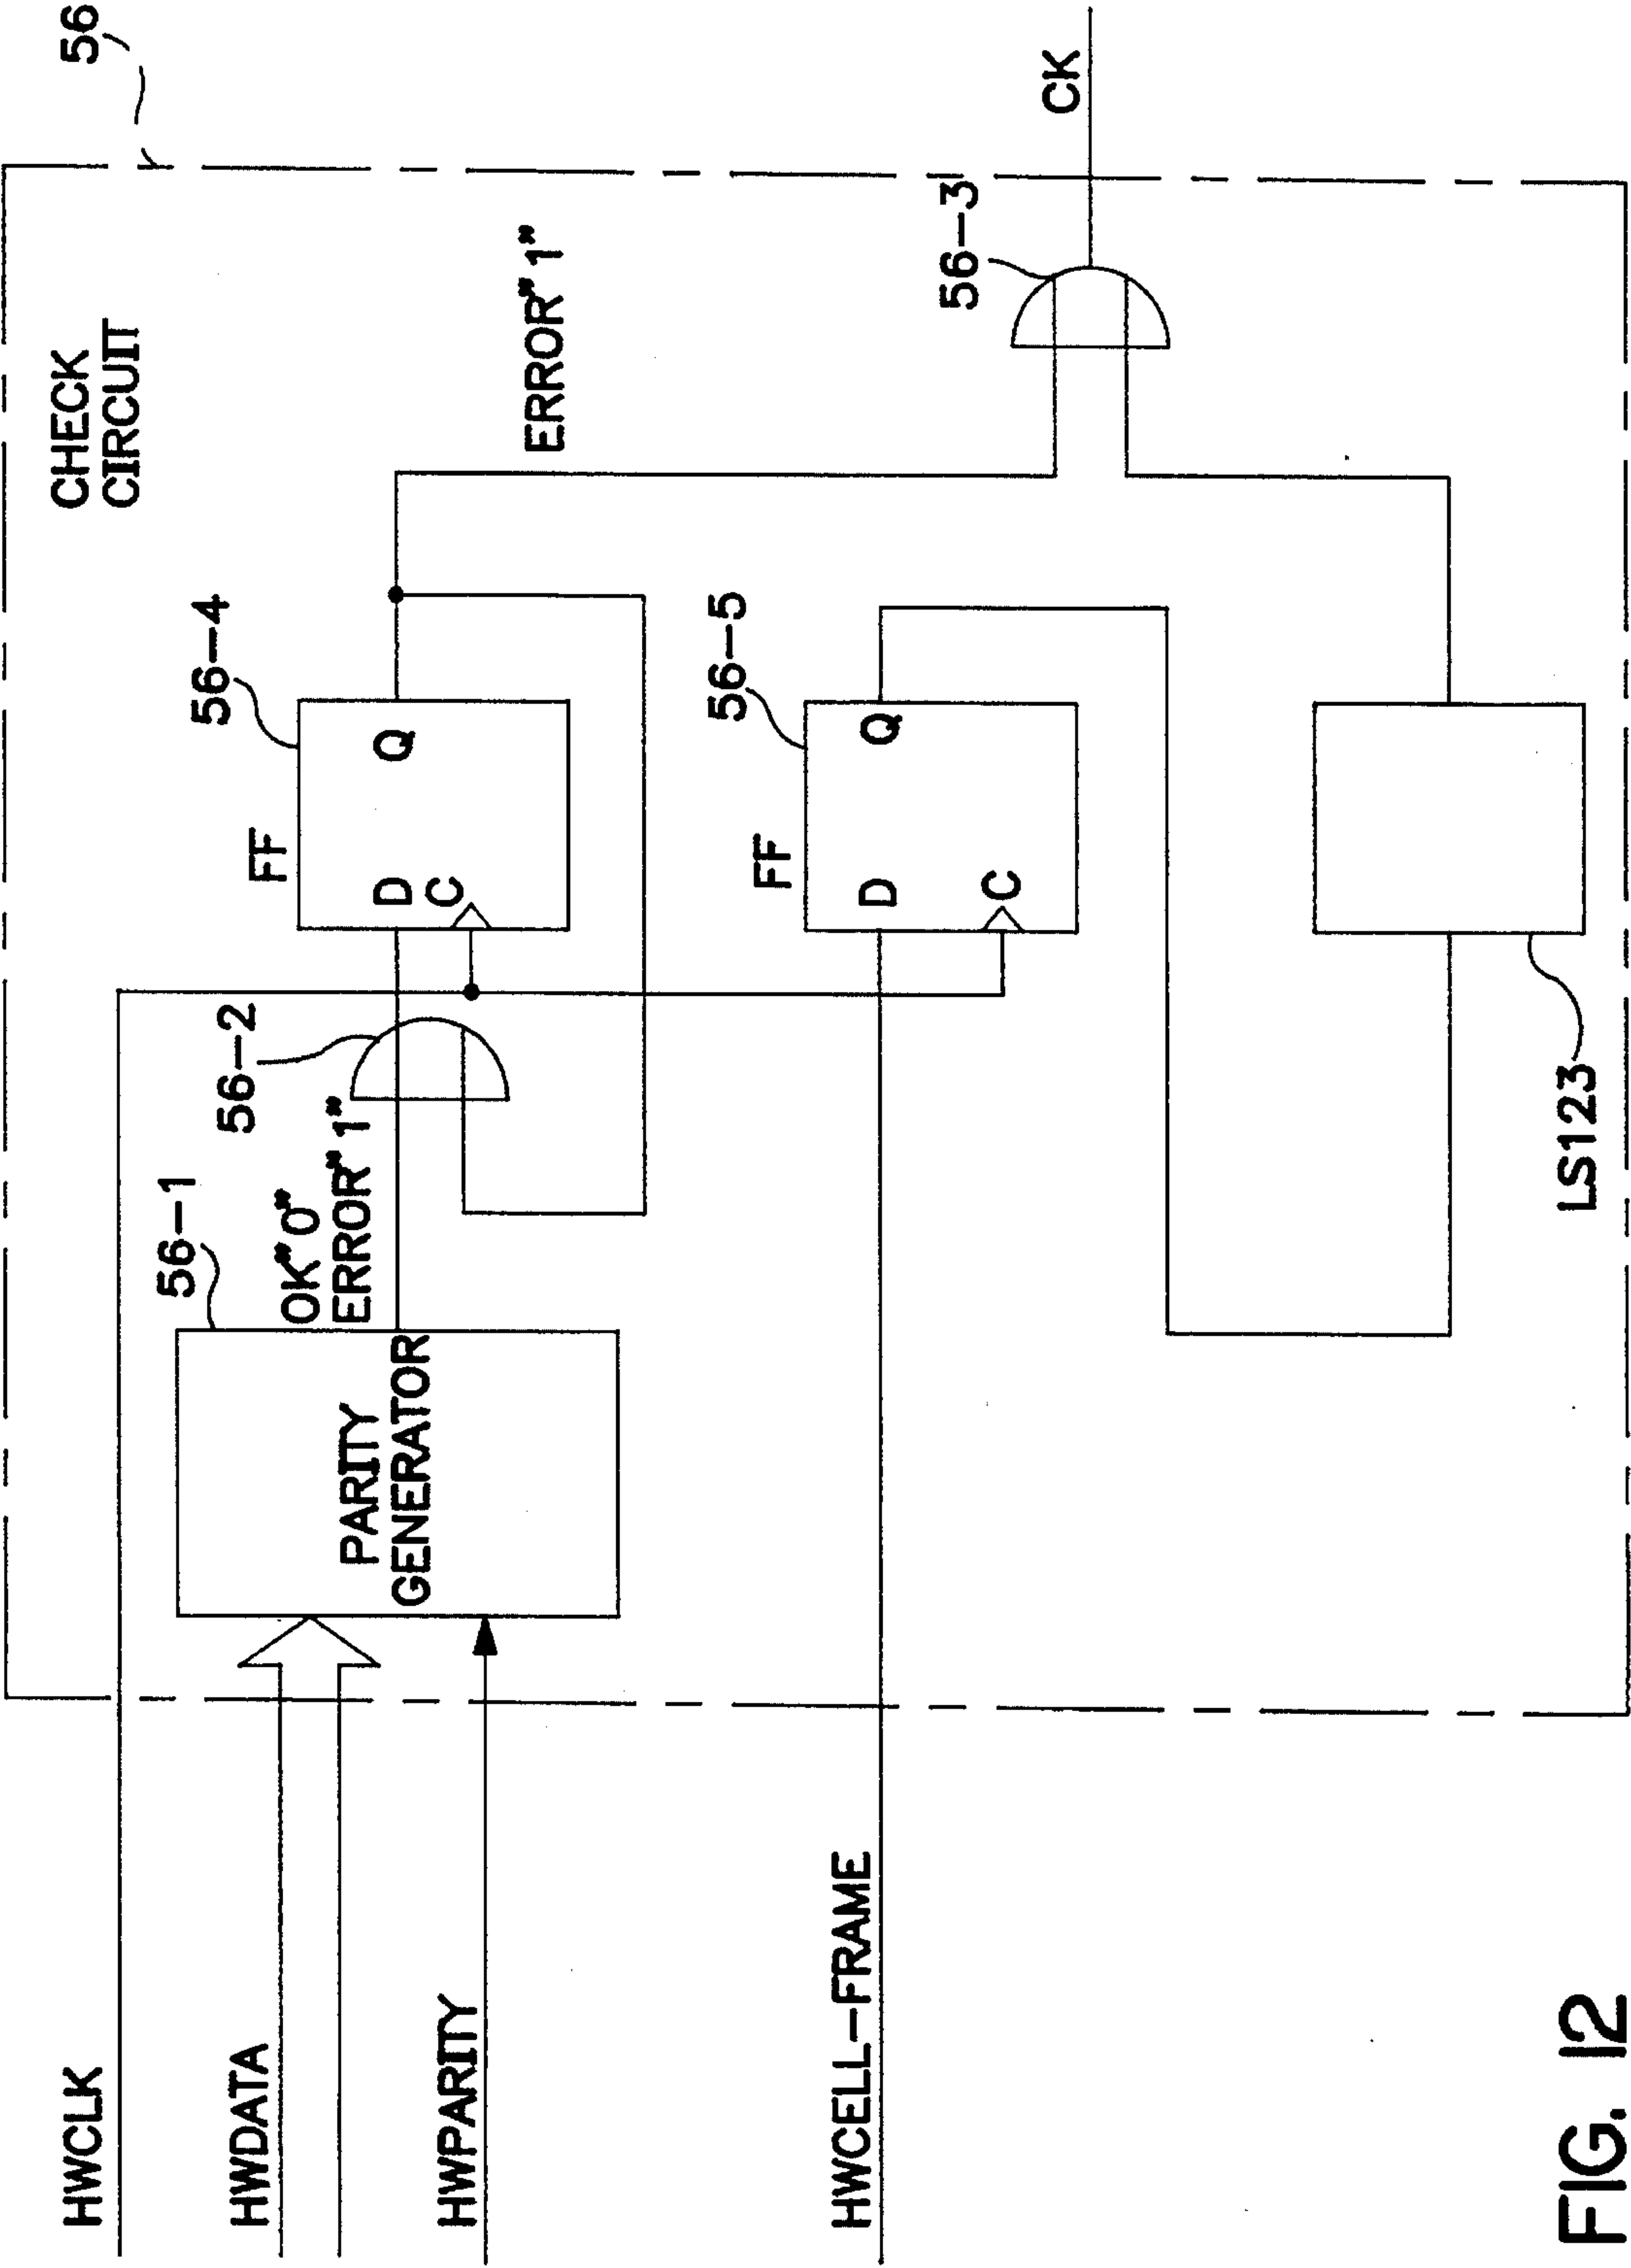 56
CHECK
CIRCUIT
HWCLK
HWDATA
HWPARITY
HWCELL-FRAME
56-1
PARITY
GENERATOR
OK"0"
ERROR"1"
56-2
FF
56-4
D
Q
C
FF
56-5
D
Q
C
ERROR"1"
56-3
CK
LS123
FIG. 12